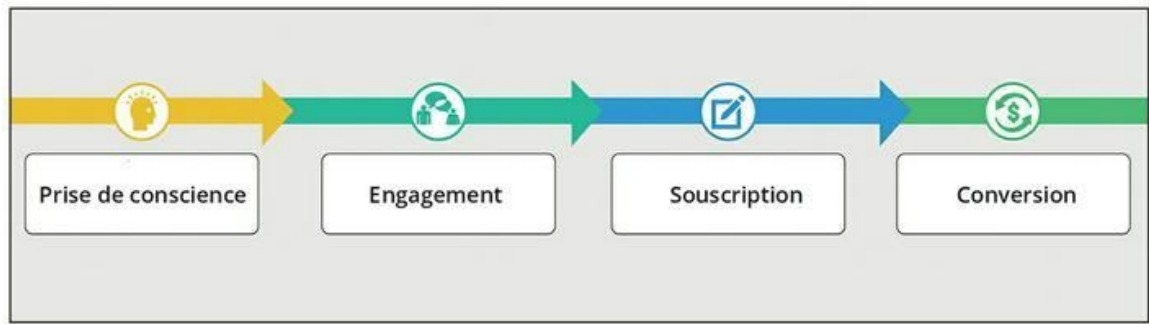 Prise de conscience
Engagement
Souscription
Conversion
$